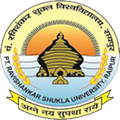 पं. रविशंकर शुक्ल विश्वविद्यालय, रायपुर
PT. RAVISHANKAR SHUKLA UNIVERSITY, RAIPUR
अग्ने नय सुपथा राये